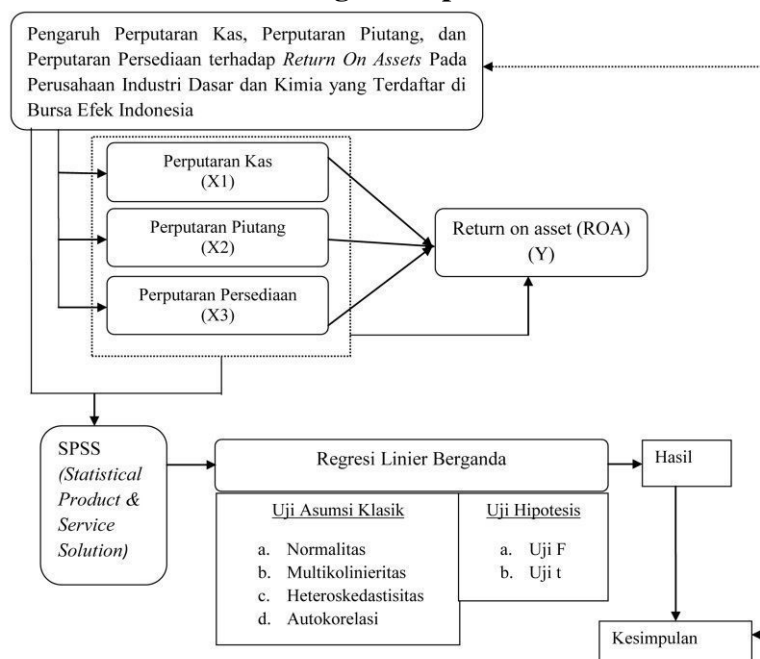 Pengaruh Perputaran Kas, Perputaran Piutang, dan
Perputaran Persediaan terhadap Return On Assets Pada
Perusahaan Industri Dasar dan Kimia yang Terdaftar di
Bursa Efek Indonesia
Perputaran Kas
(X1)
Perputaran Piutang
(X2)
Perputaran Persediaan
(X3)
Return on asset (ROA)
(Y)
SPSS
(Statistical
Product &
Service
Solution)
Regresi Linier Berganda
Hasil
Uji Asumsi Klasik
a. Normalitas
b. Multikolinieritas
c. Heteroskedastisitas
d. Autokorelasi
Uji Hipotesis
a. Uji F
b. Uji t
Kesimpulan